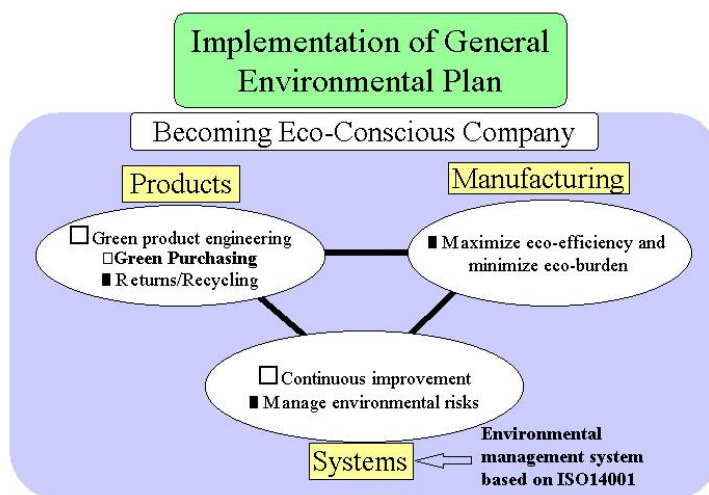 Implementation of General
Environmental Plan
Becoming Eco-Conscious Company
Products
Manufacturing
□ Green product engineering
□Green Purchasing
■ Returns/Recycling
■ Maximize eco-efficiency and
minimize eco-burden
□ Continuous improvement
■ Manage environmental risks
Systems
Environmental
management system
based on ISO14001